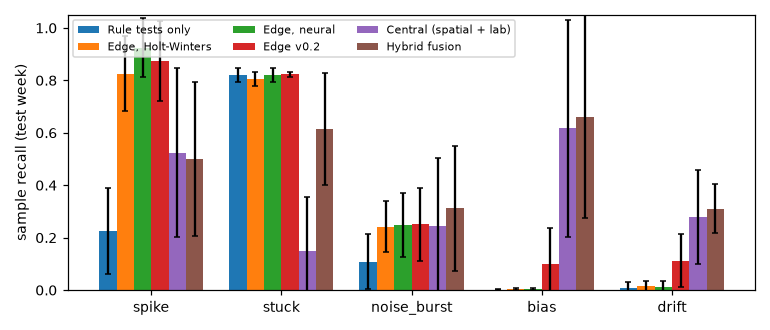 Rule tests only
Edge, Holt-Winters
Edge, neural
Edge v0.2
Central (spatial + lab)
Hybrid fusion
sample recall (test week)
1.0
0.8
0.6
0.4
0.2
0.0
spike stuck noise_burst bias drift